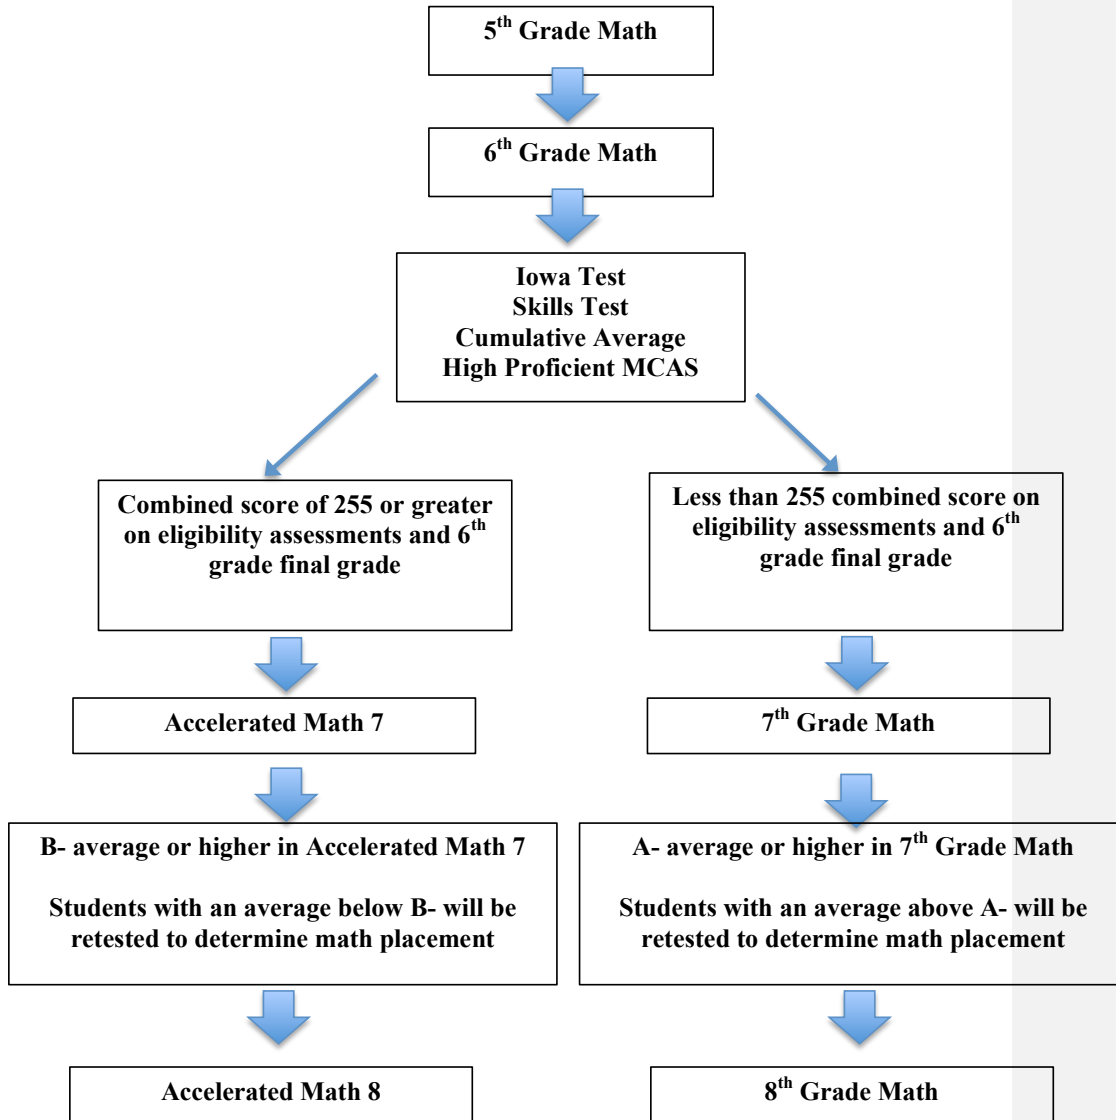 5th Grade Math
6th Grade Math
Iowa Test
Skills Test
Cumulative Average
High Proficient MCAS
Combined score of 255 or greater
on eligibility assessments and 6th
grade final grade
Less than 255 combined score on
eligibility assessments and 6th
grade final grade
Accelerated Math 7
7th Grade Math
B- average or higher in Accelerated Math 7
Students with an average below B- will be
retested to determine math placement
A- average or higher in 7th Grade Math
Students with an average above A- will be
retested to determine math placement
Accelerated Math 8
8th Grade Math